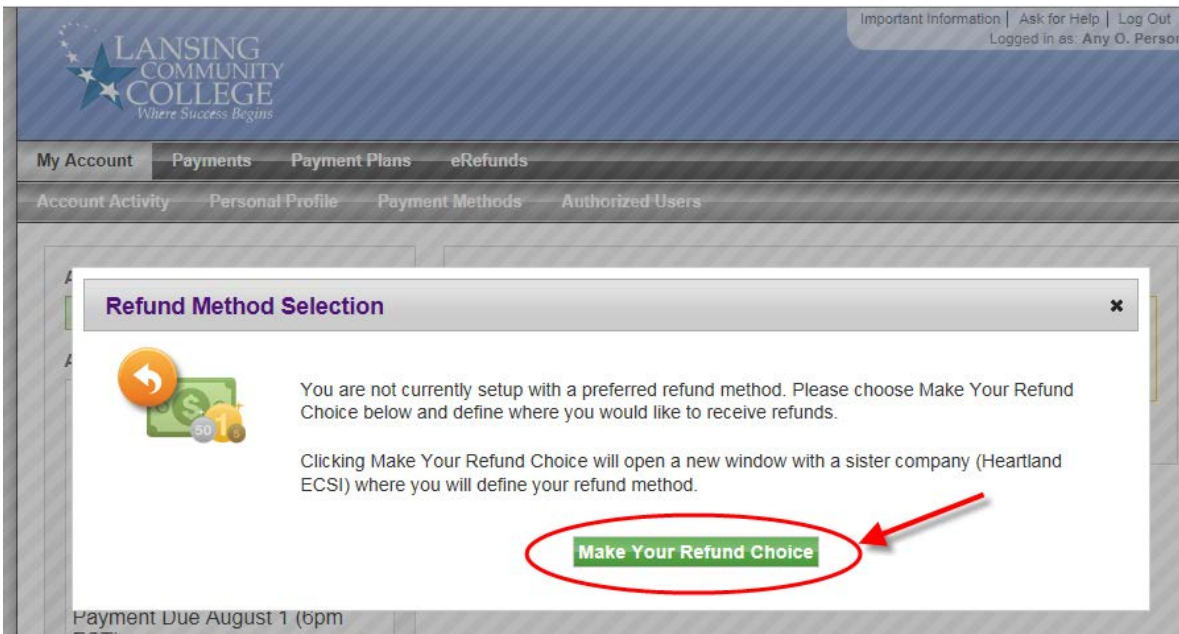 Important Information | Ask for Help | Log Out
Logged in as: Any O. Person
LANSING
COMMUNITY
COLLEGE
Where Success Begins
My Account Payments Payment Plans eRefunds
Account Activity Personal Profile Payment Methods Authorized Users
Refund Method Selection
You are not currently setup with a preferred refund method. Please choose Make Your Refund
Choice below and define where you would like to receive refunds.
Clicking Make Your Refund Choice will open a new window with a sister company (Heartland
ECSI) where you will define your refund method.
Make Your Refund Choice
Payment Due August 1 (6pm